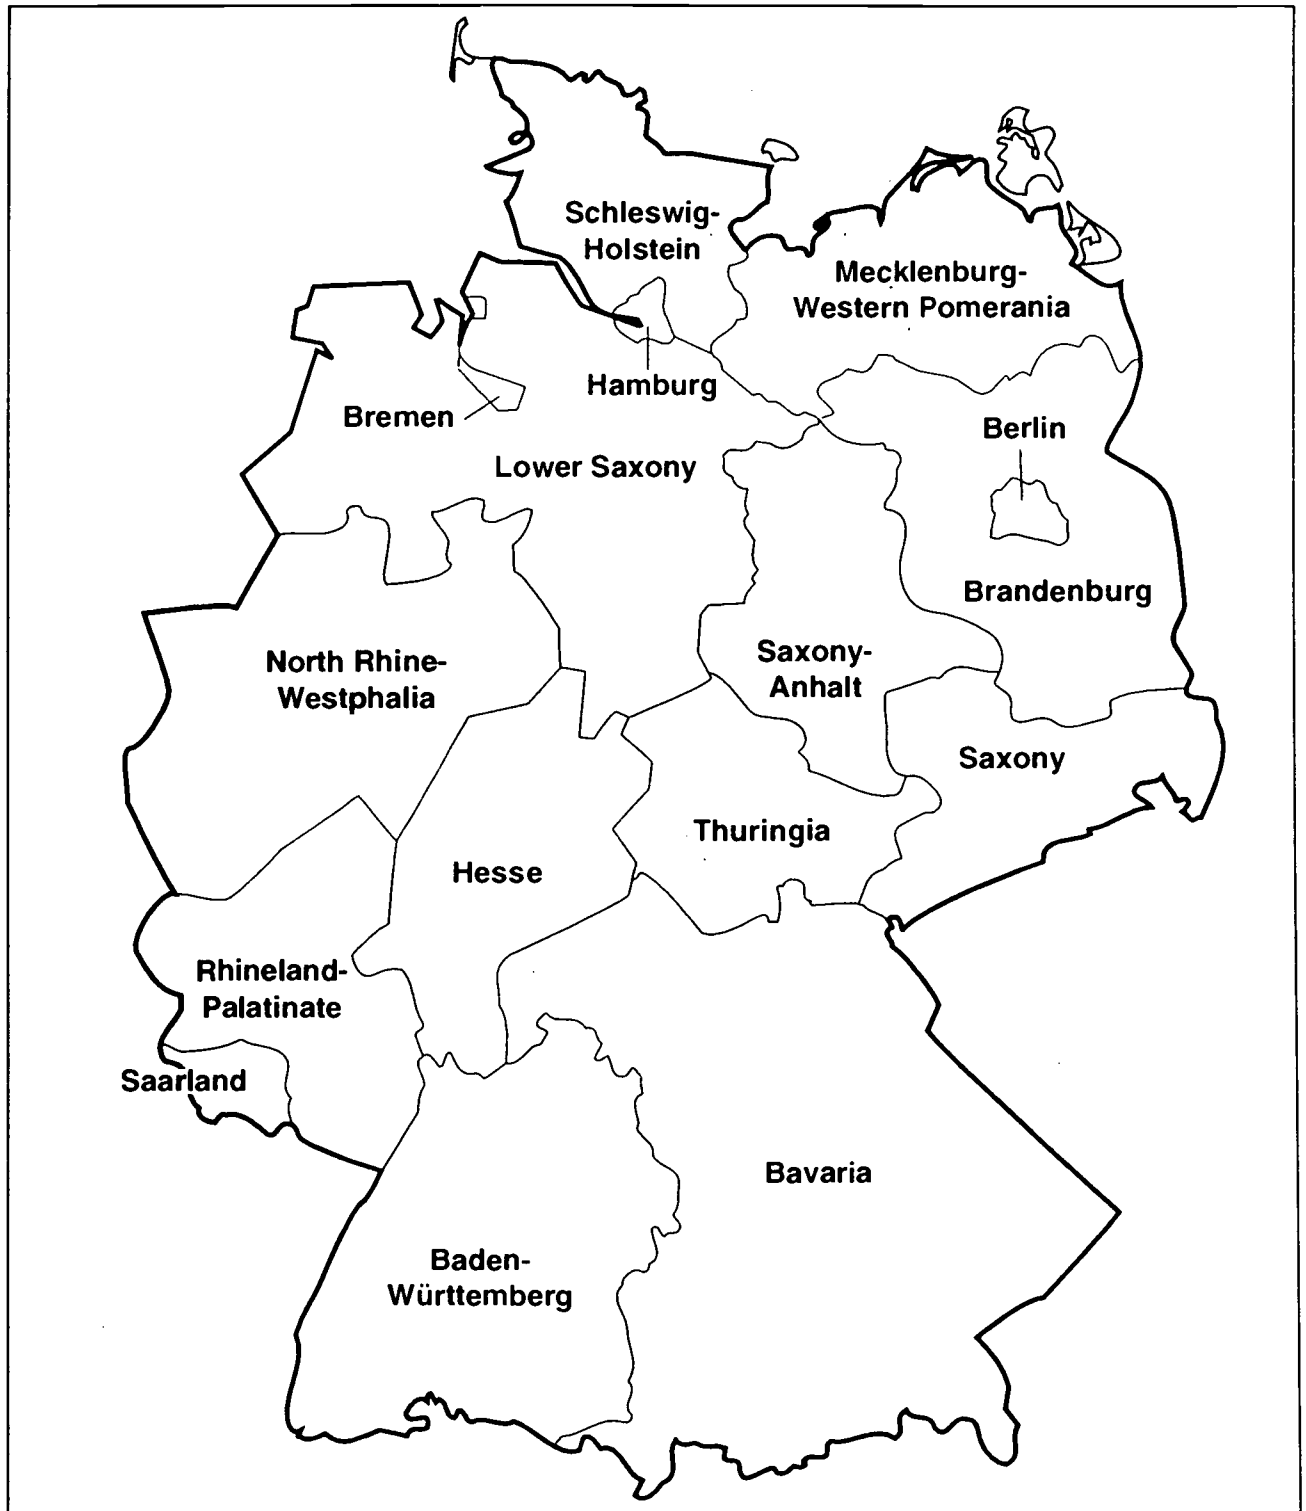 Schleswig-
Holstein
Mecklenburg-
Western Pomerania
Hamburg
Bremen
Berlin
Lower Saxony
Brandenburg
North Rhine-
Westphalia
Saxony-
Anhalt
Saxony
Thuringia
Hesse
Rhineland-
Palatinate
Saarland
Bavaria
Baden-
Württemberg